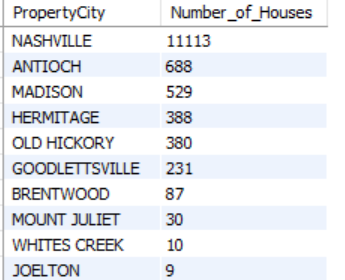 PropertyCity Number_of_Houses
NASHVILLE 11113
ANTIOCH 688
MADISON 529
HERMITAGE 388
OLD HICKORY 380
GOODLETTSVILLE 231
BRENTWOOD 87
MOUNT JULIET 30
WHITES CREEK 10
JOELTON 9